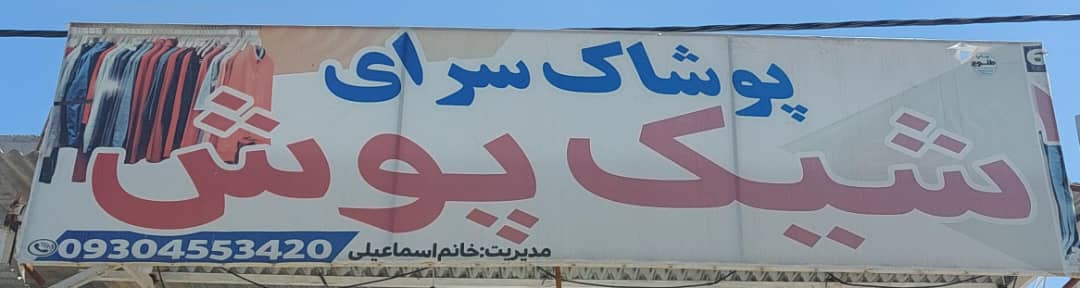 پوشاک سرای
شیک پوش
مدیریت:خانم اسماعیلی
09304553420